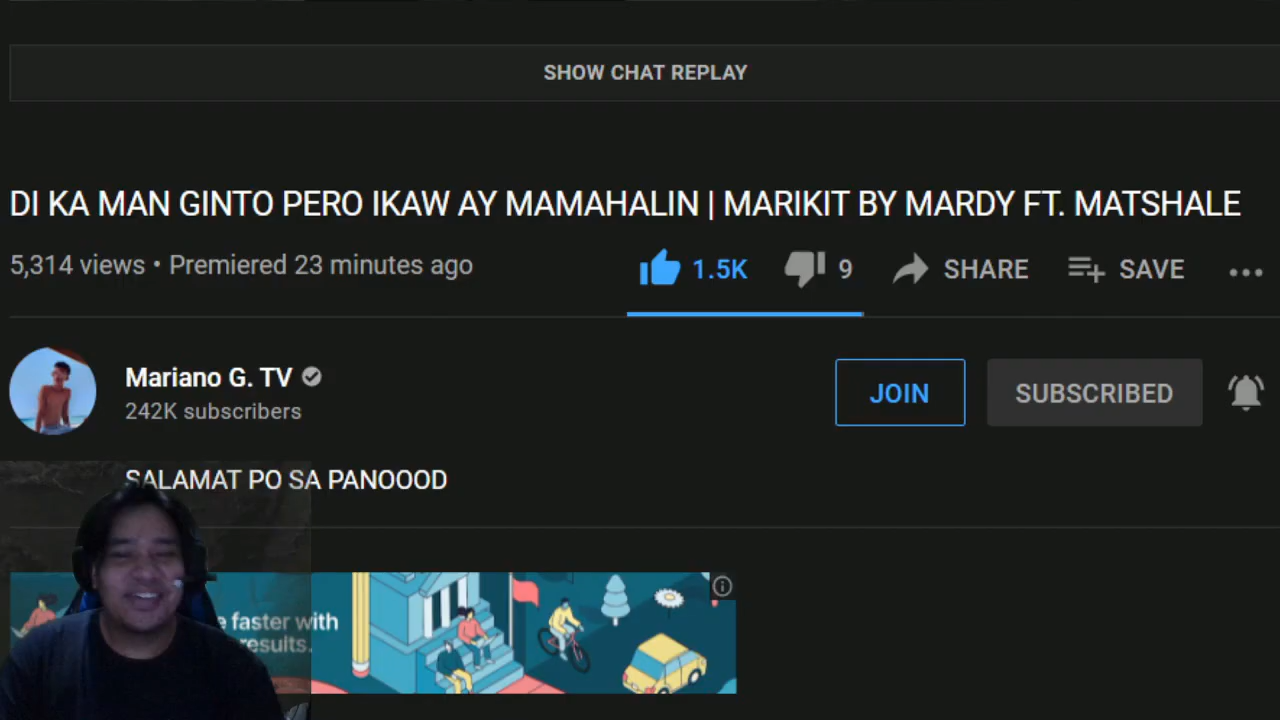 SHOW CHAT REPLAY
DI KA MAN GINTO PERO IKAW AY MAMAHALIN | MARIKIT BY MARDY FT. MATSHALE
5,314 views • Premiered 23 minutes ago
1.5K
9
SHARE
SAVE
Mariano G. TV
242K subscribers
JOIN
SUBSCRIBED
SALAMAT PO SA PANOOOD
faster with
results.